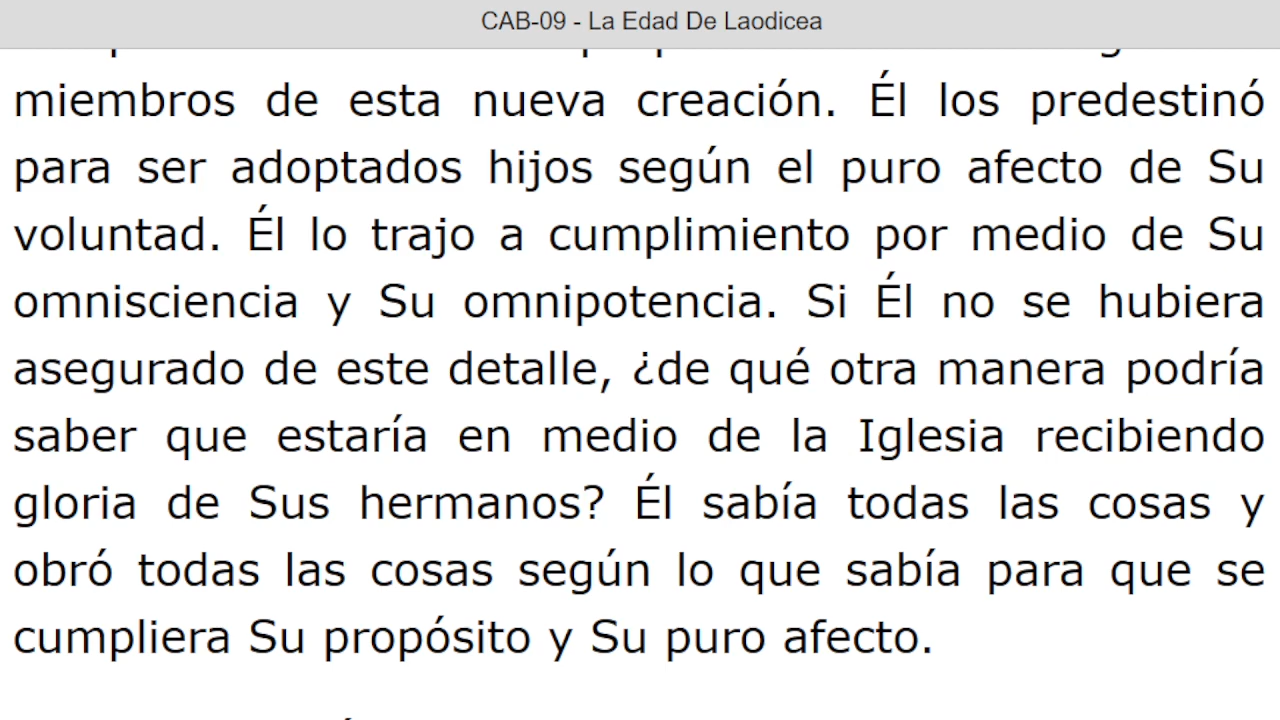 CAB-09 - La Edad De Laodicea
miembros de esta nueva creación. Él los predestinó
para ser adoptados hijos según el puro afecto de Su
voluntad. Él lo trajo a cumplimiento por medio de Su
omnisciencia y Su omnipotencia. Si Él no se hubiera
asegurado de este detalle, ¿de qué otra manera podría
saber que estaría en medio de la Iglesia recibiendo
gloria de Sus hermanos? Él sabía todas las cosas y
obró todas las cosas según lo que sabía para que se
cumpliera Su propósito y Su puro afecto.